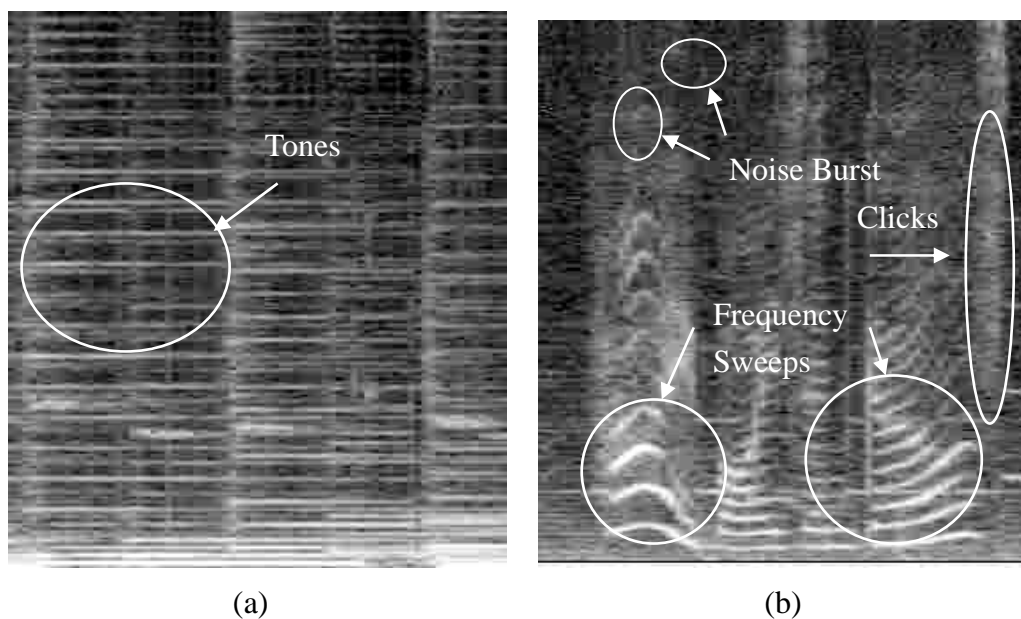 Tones
Noise Burst
Clicks
Frequency
Sweeps
(a)
(b)